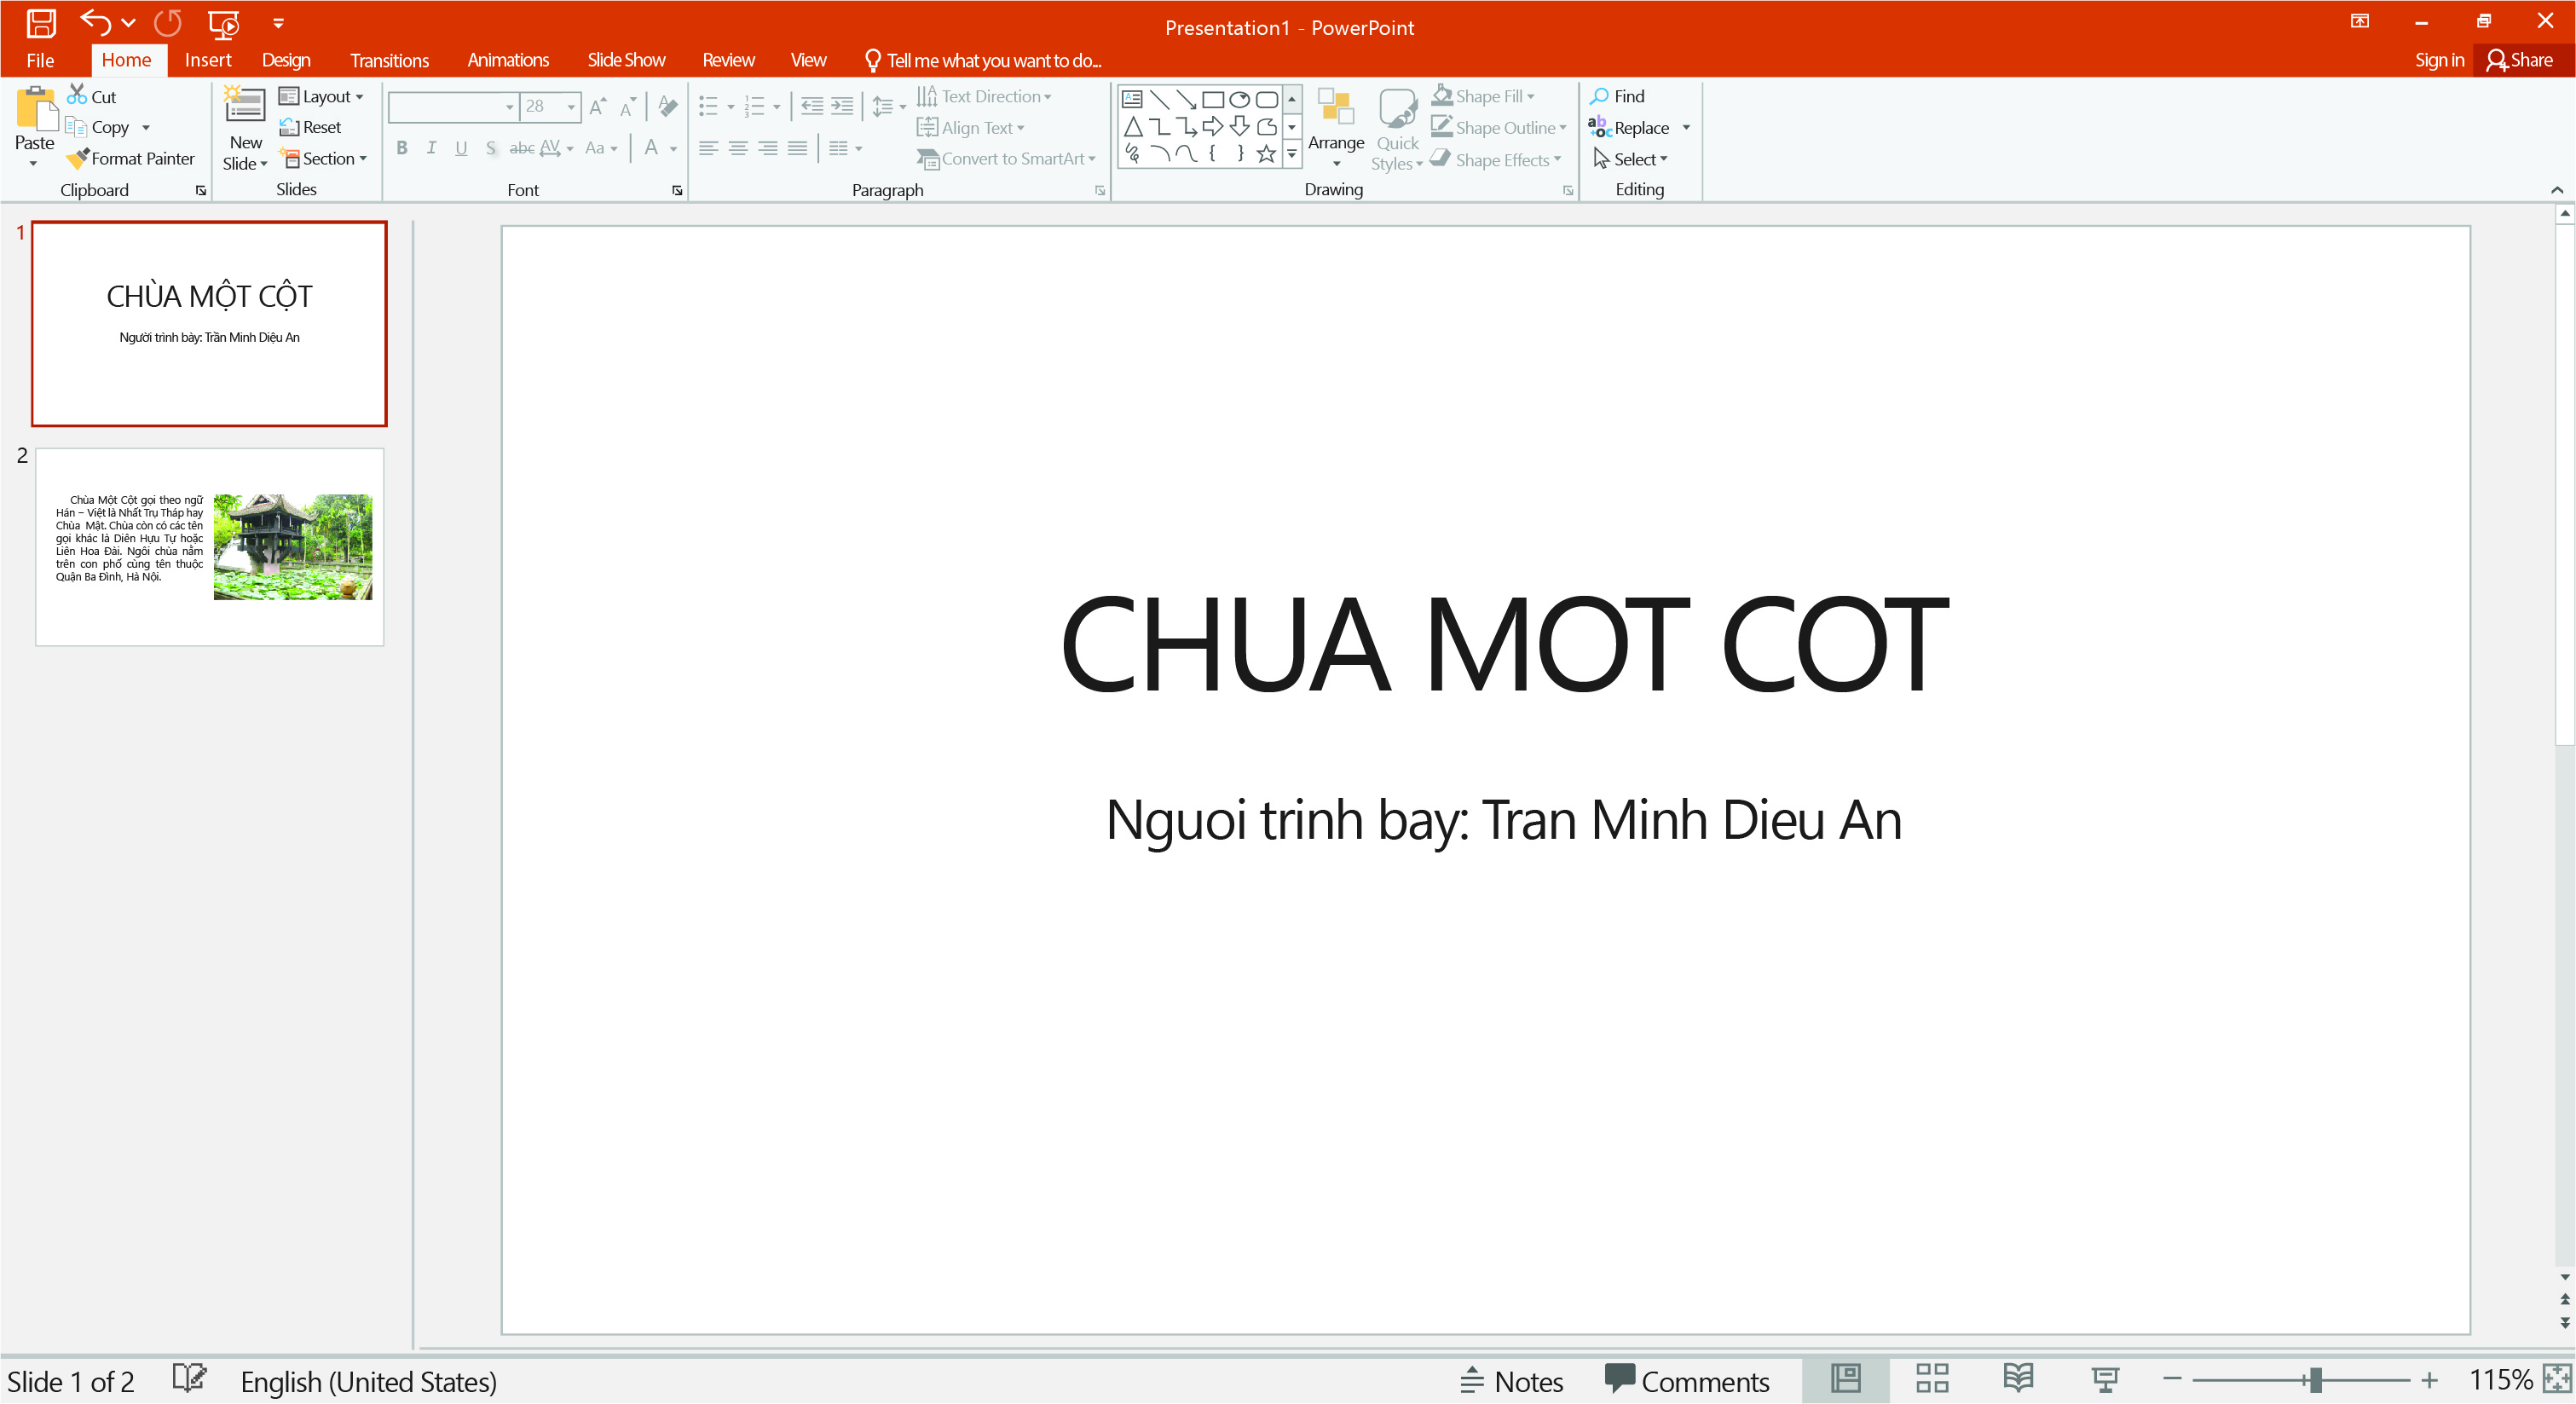 Presentation1 - PowerPoint
File Home Insert Design Transitions Animations Slide Show Review View Tell me what you want to do... Sign in Share
Paste
Cut
Copy
Format Painter
Clipboard
New
Slide
Layout
Reset
Section
Slides
28
B I U S abc AV Aa A
Font
Text Direction
Align Text
Convert to SmartArt
Paragraph
Arrange
Quick
Styles
Shape Fill
Shape Outline
Shape Effects
Drawing
Find
Replace
Select
Editing
1
CHÙA MỘT CỘT
Người trình bày: Trần Minh Diệu An
2
Chùa Một Cột gọi theo ngữ
Hán – Việt là Nhất Trụ Tháp hay
Chùa Mật. Chùa còn có các tên
gọi khác là Diên Hựu Tự hoặc
Liên Hoa Đài. Ngôi chùa nằm
trên con phố cùng tên thuộc
Quận Ba Đình, Hà Nội.
CHUA MOT COT
Nguoi trinh bay: Tran Minh Dieu An
Slide 1 of 2 English (United States) Notes Comments 115%